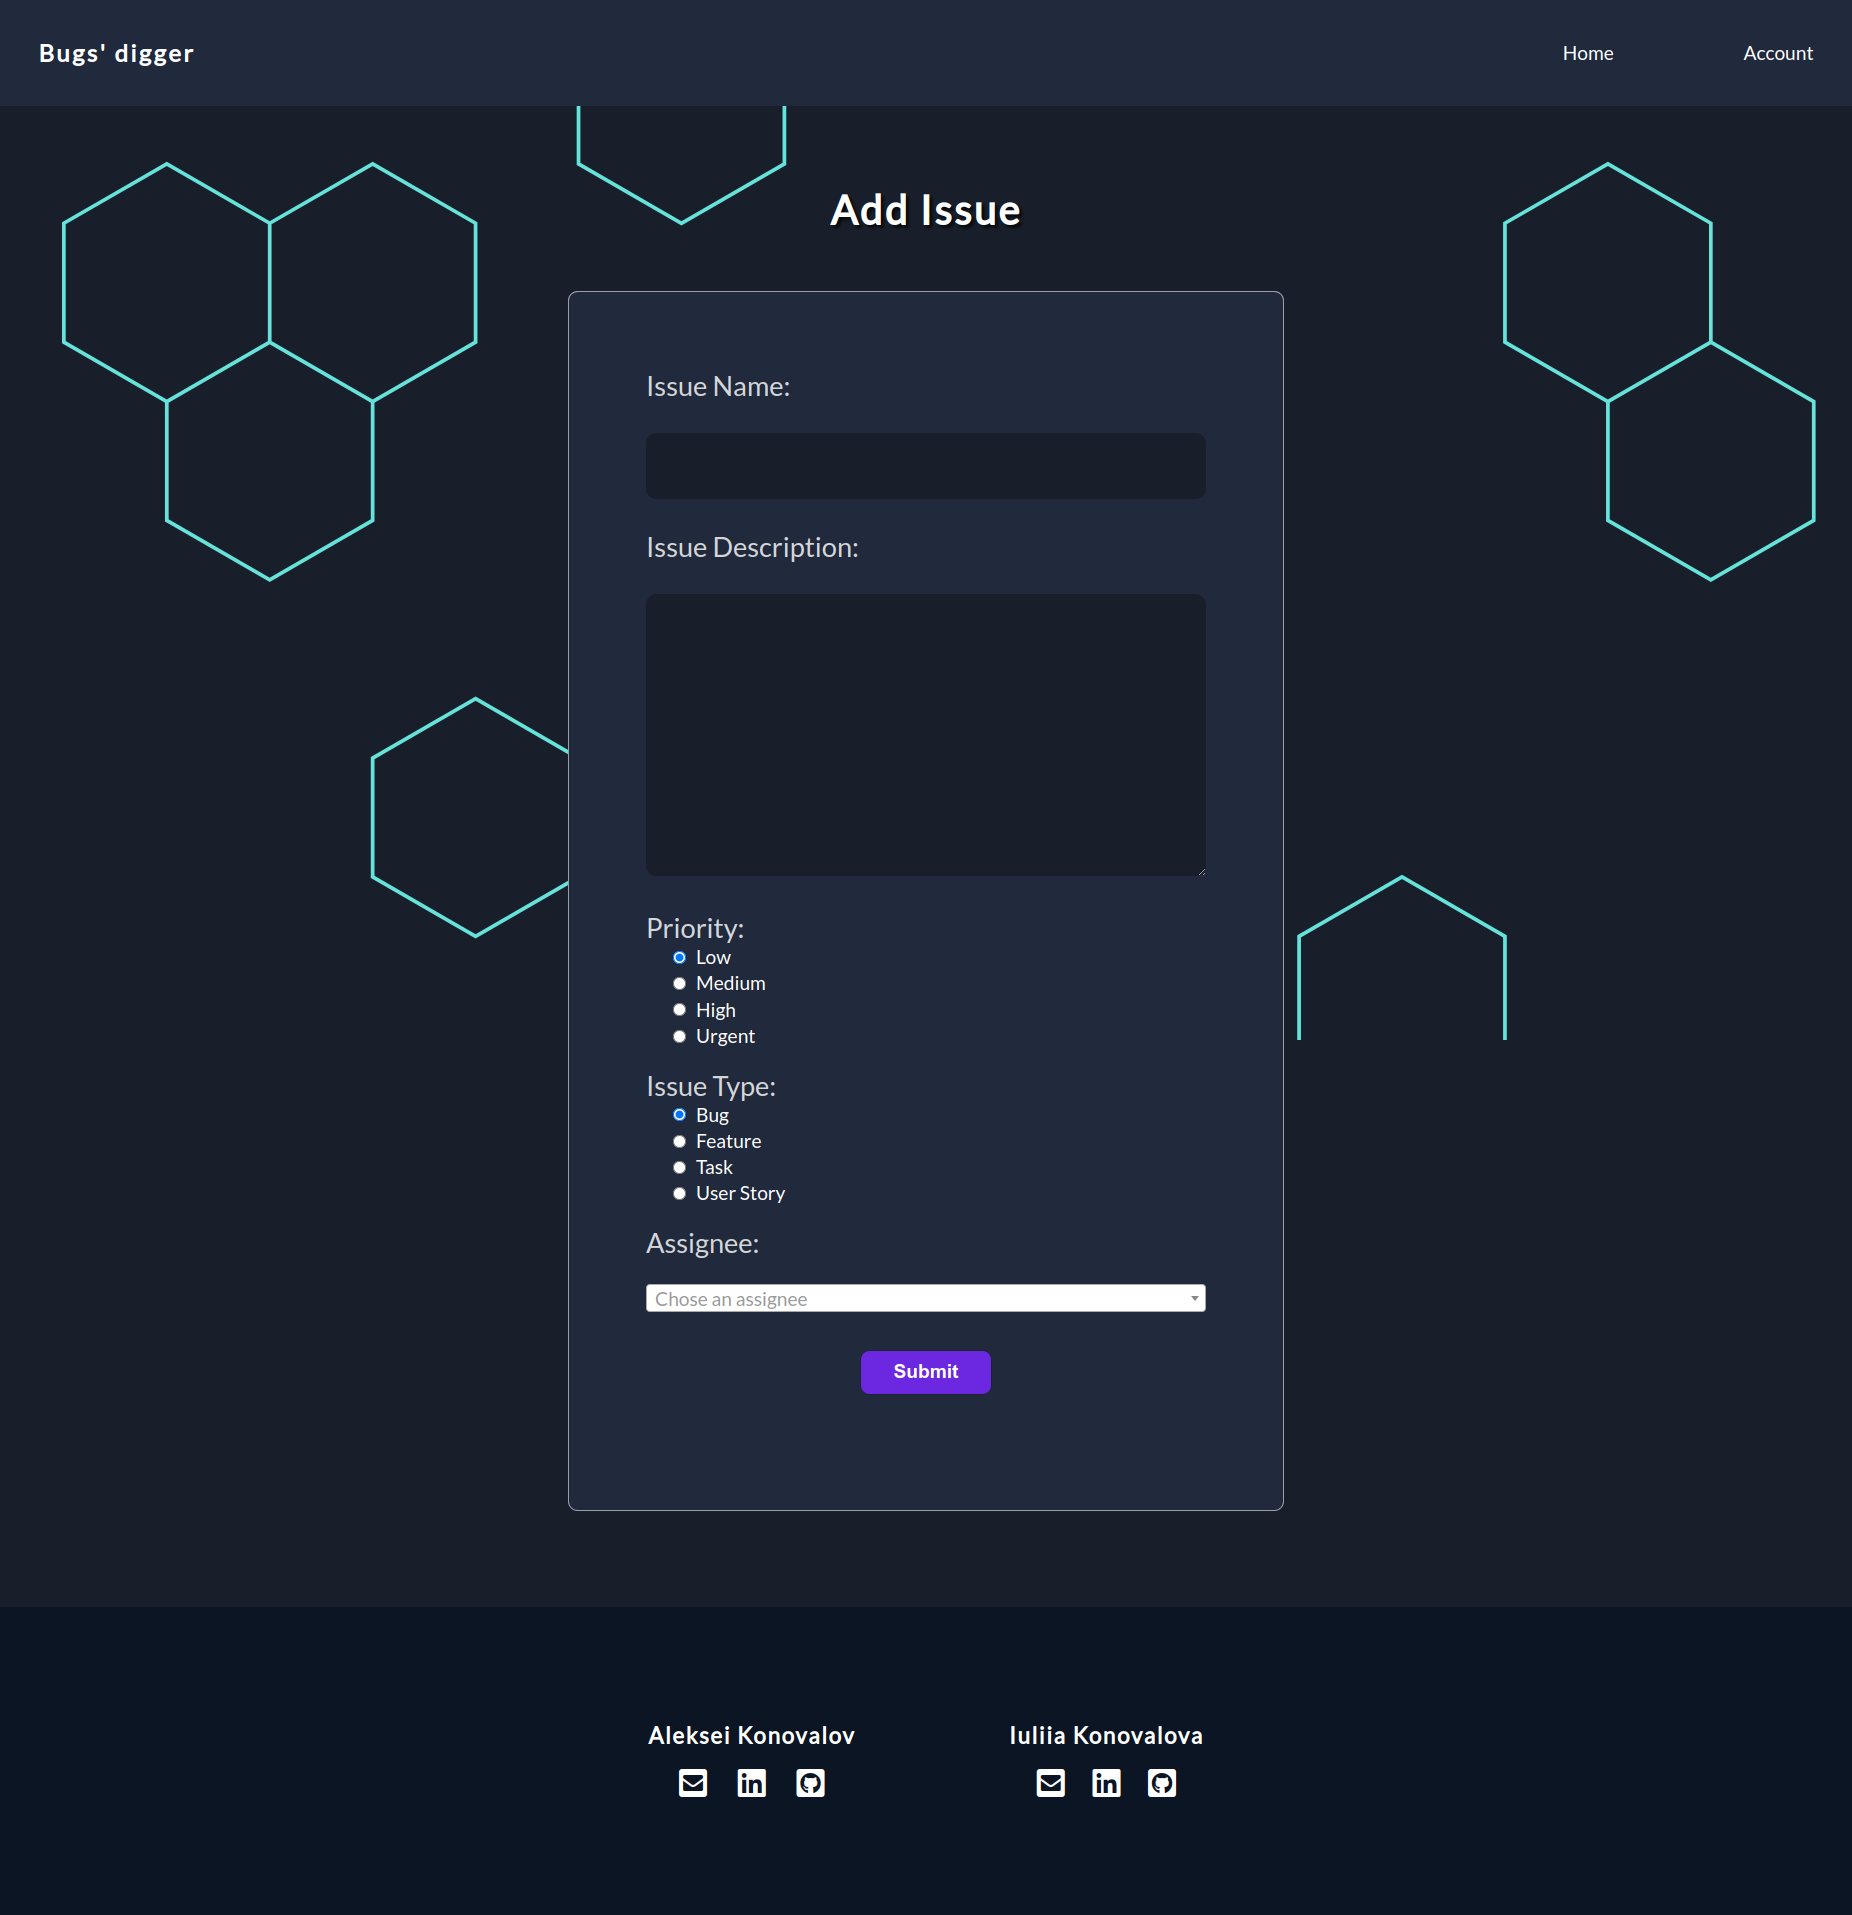 Bugs' digger
Home
Account
Add Issue
Issue Name:
Issue Description:
Priority:
Low
Medium
High
Urgent
Issue Type:
Bug
Feature
Task
User Story
Assignee:
Chose an assignee
Submit
Aleksei Konovalov
Iuliia Konovalova